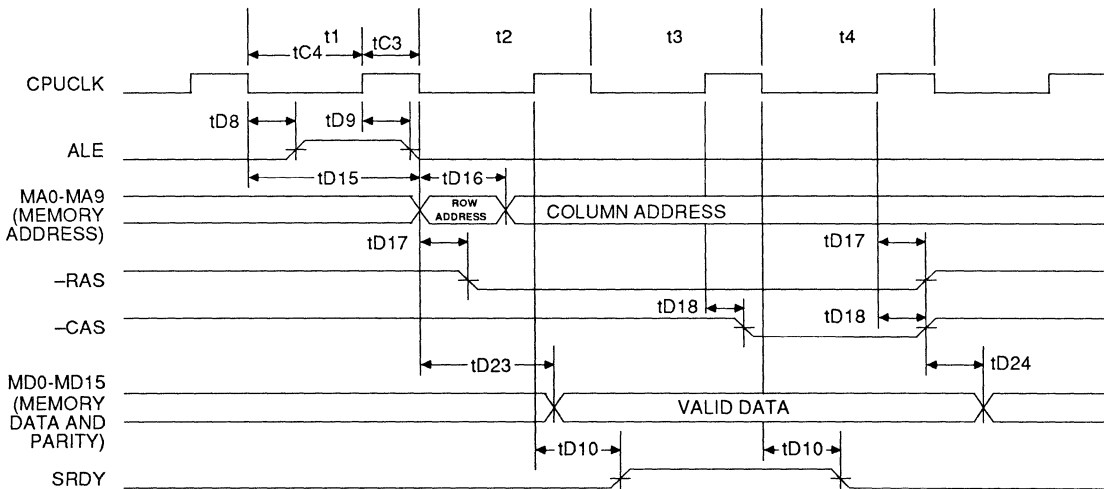 t1 t2 t3 t4
tC4 tC3
CPUCLK
tD8 tD9
ALE
tD15 tD16
MA0-MA9
(MEMORY
ADDRESS)
ROW
ADDRESS
COLUMN ADDRESS
tD17 tD17
–RAS
tD18 tD18
–CAS
tD23 tD24
MD0-MD15
(MEMORY
DATA AND
PARITY)
VALID DATA
tD10 tD10
SRDY